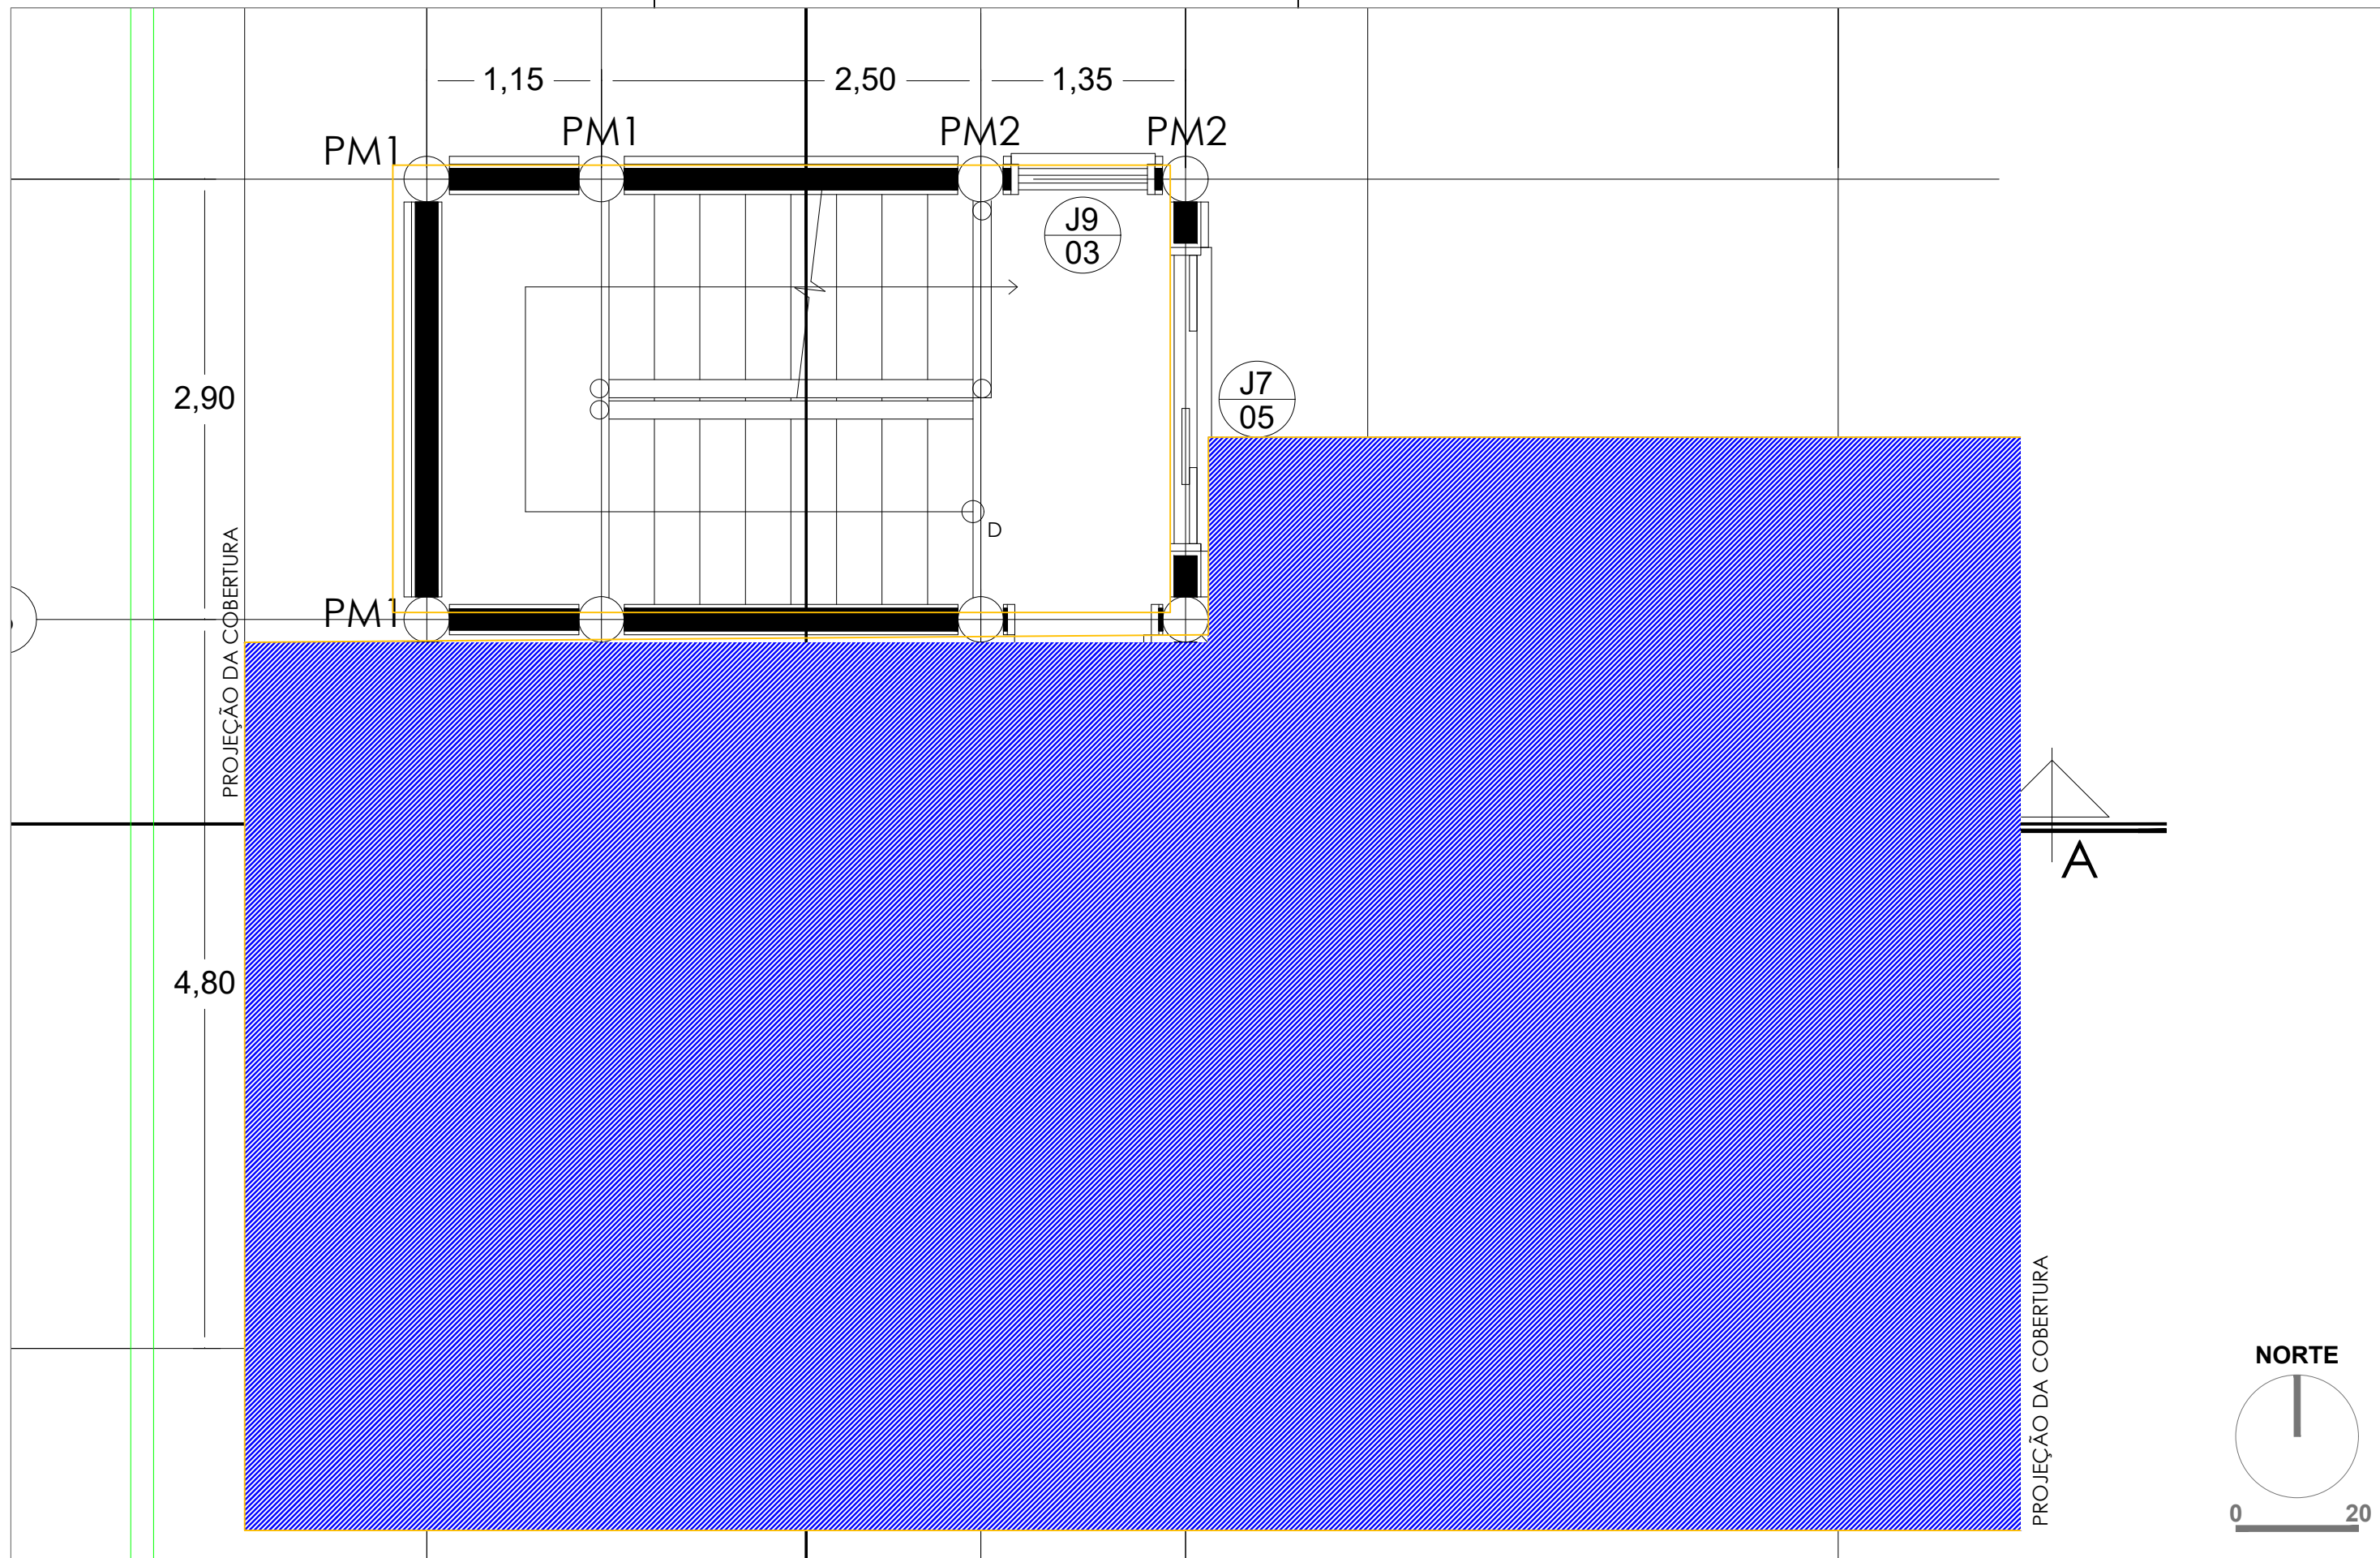 1,15
2,50
1,35
PM1
PM1
PM2
PM2
J9
03
2,90
J7
05
D
PM1
PROJEÇÃO DA COBERTURA
A
4,80
PROJEÇÃO DA COBERTURA
NORTE
0 20